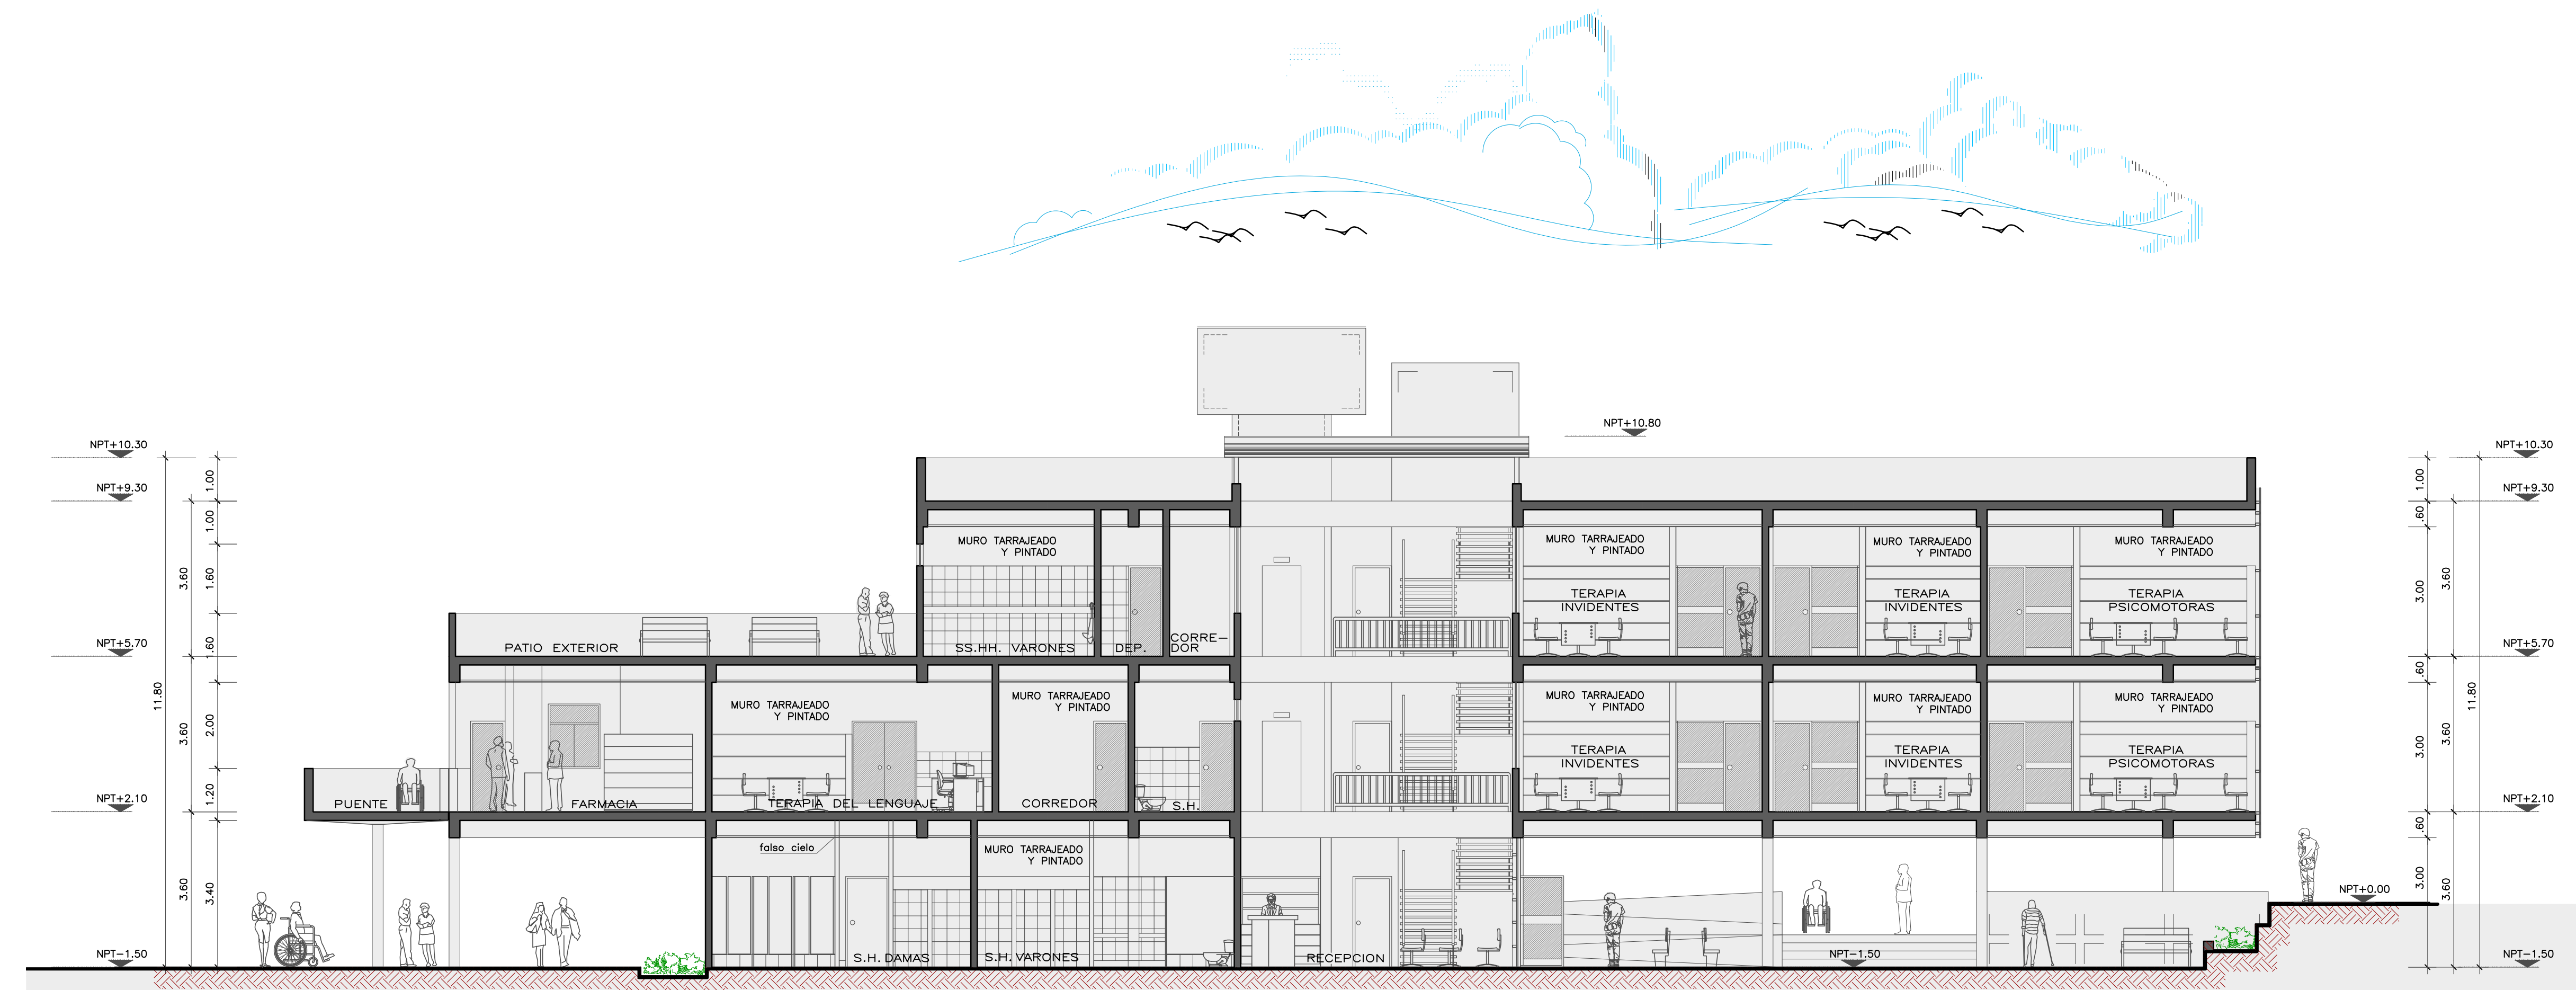 NPT+10.80
NPT+10.30
NPT+10.30
NPT+9.30
1.00
1.00
NPT+9.30
1.00
.60
MURO TARRAJEADO
Y PINTADO
MURO TARRAJEADO
Y PINTADO
MURO TARRAJEADO
Y PINTADO
MURO TARRAJEADO
Y PINTADO
3.60
1.60
3.00
3.60
TERAPIA
INVIDENTES
TERAPIA
INVIDENTES
TERAPIA
PSICOMOTORAS
NPT+5.70
1.60
PATIO EXTERIOR
SS.HH. VARONES
DEP.
CORRE-
DOR
NPT+5.70
.60
11.80
3.60
2.00
MURO TARRAJEADO
Y PINTADO
MURO TARRAJEADO
Y PINTADO
MURO TARRAJEADO
Y PINTADO
MURO TARRAJEADO
Y PINTADO
MURO TARRAJEADO
Y PINTADO
3.00
3.60
11.80
TERAPIA
INVIDENTES
TERAPIA
INVIDENTES
TERAPIA
PSICOMOTORAS
NPT+2.10
1.20
PUENTE
FARMACIA
TERAPIA DEL LENGUAJE
CORREDOR
S.H.
NPT+2.10
.60
falso cielo
MURO TARRAJEADO
Y PINTADO
3.60
3.40
3.00
3.60
NPT+0.00
NPT-1.50
S.H. DAMAS
S.H. VARONES
RECEPCION
NPT-1.50
NPT-1.50